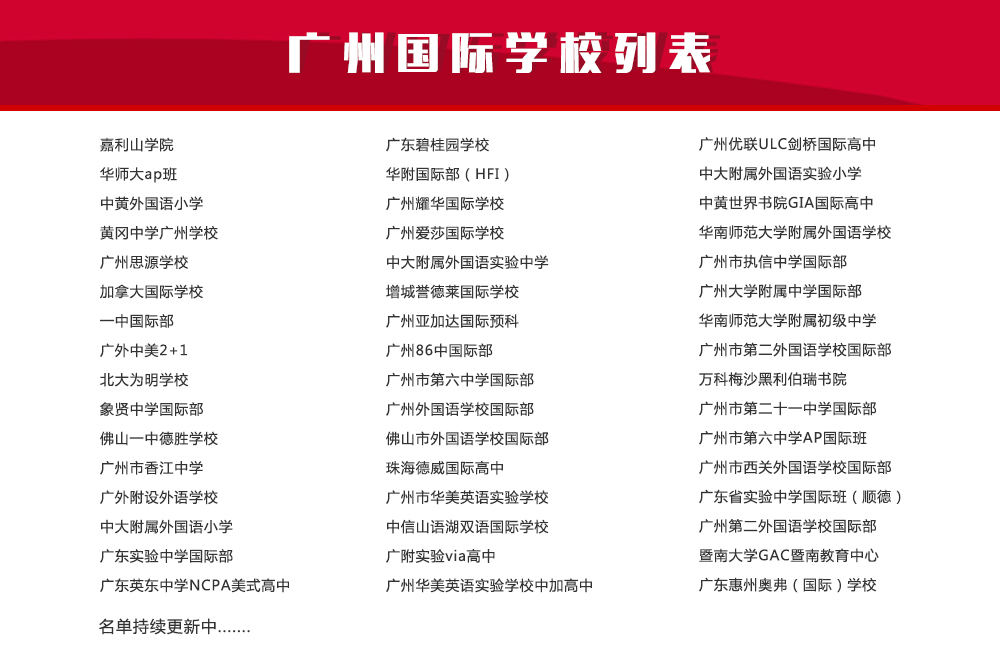 广州国际学校列表
嘉利山学院
广东碧桂园学校
广州优联ULC剑桥国际高中
华师大ap班
华附国际部（HFI）
中大附属外国语实验小学
中黄外国语小学
广州耀华国际学校
中黄世界书院GIA国际高中
黄冈中学广州学校
广州爱莎国际学校
华南师范大学附属外国语学校
广州思源学校
中大附属外国语实验中学
广州市执信中学国际部
加拿大国际学校
增城誉德莱国际学校
广州大学附属中学国际部
一中国际部
广州亚加达国际预科
华南师范大学附属初级中学
广外中美2+1
广州86中国际部
广州市第二外国语学校国际部
北大为明学校
广州市第六中学国际部
万科梅沙黑利伯瑞书院
象贤中学国际部
广州外国语学校国际部
广州市第二十一中学国际部
佛山一中德胜学校
佛山市外国语学校国际部
广州市第六中学AP国际班
广州市香江中学
珠海德威国际高中
广州市西关外国语学校国际部
广外附设外语学校
广州市华美英语实验学校
广东省实验中学国际班（顺德）
中大附属外国语小学
中信山语湖双语国际学校
广州第二外国语学校国际部
广东实验中学国际部
广附实验via高中
暨南大学GAC暨南教育中心
广东英东中学NCPA美式高中
广州华美英语实验学校中加高中
广东惠州奥弗（国际）学校
名单持续更新中.......